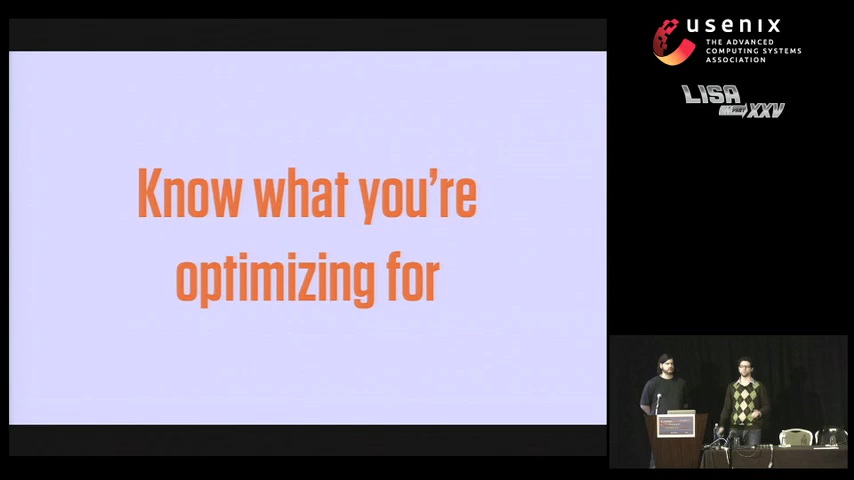 Know what you're
optimizing for
usenix
THE ADVANCED
COMPUTING SYSTEMS
ASSOCIATION
LISA
XXV